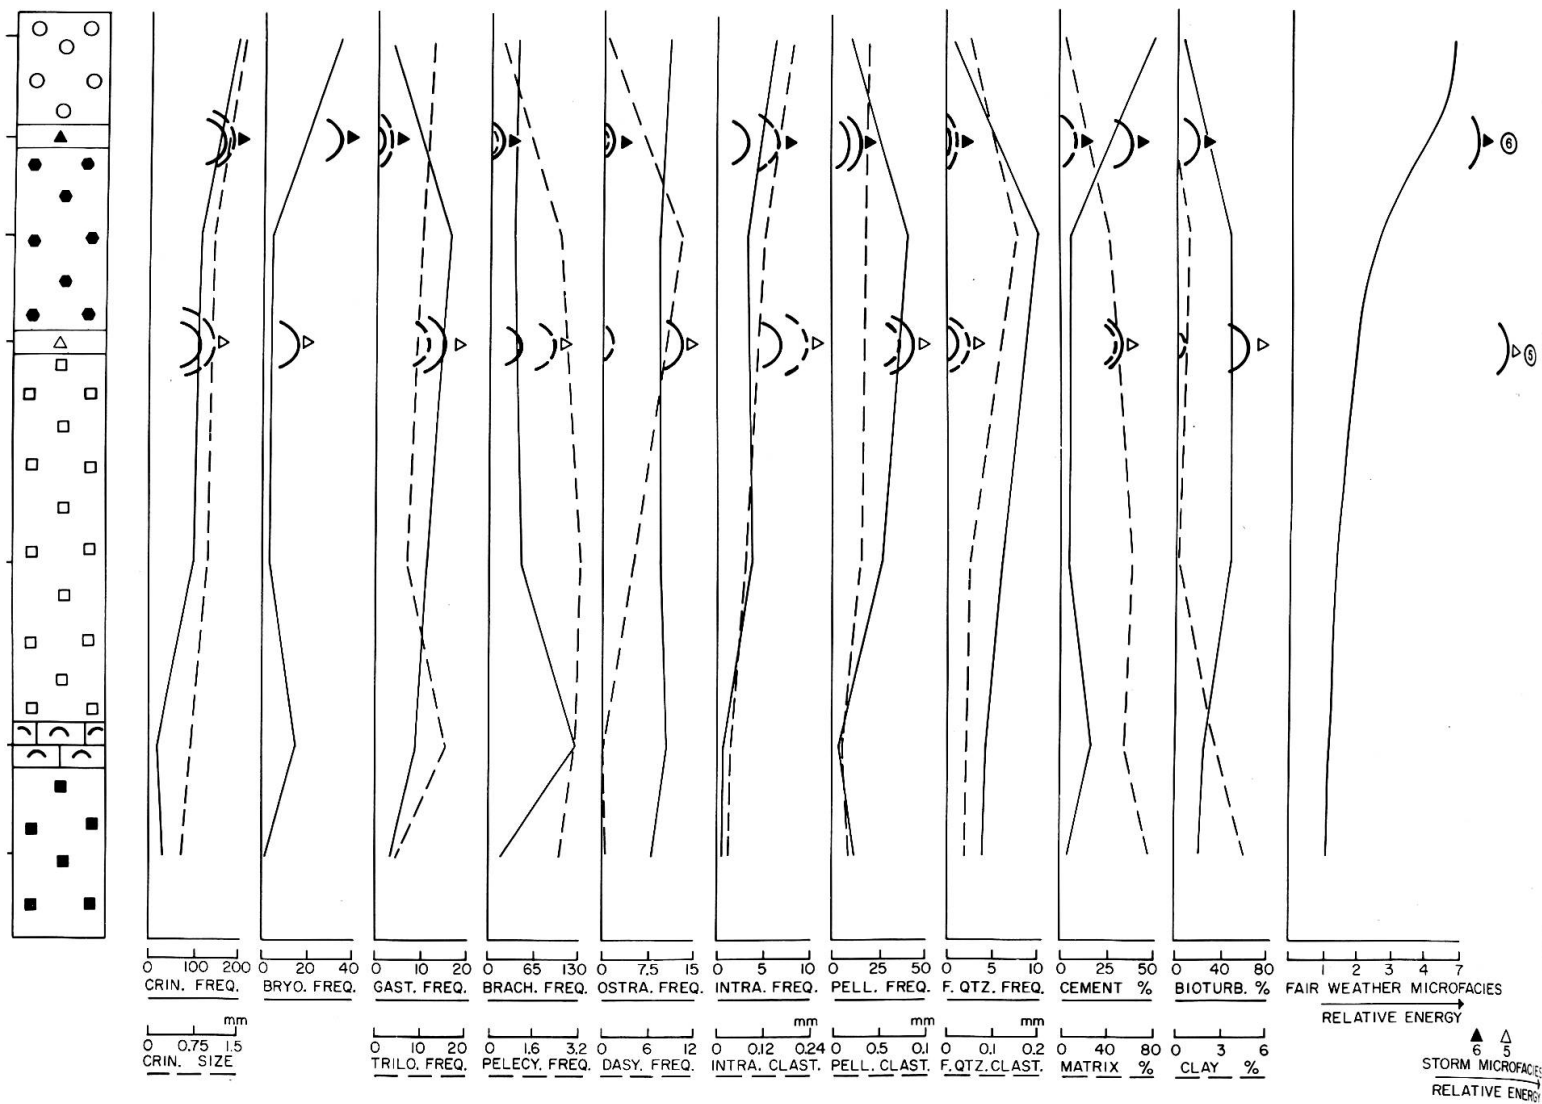 6
5
0 100 200
CRIN. FREQ.
0 20 40
BRYO. FREQ.
0 10 20
GAST. FREQ.
0 65 130
BRACH. FREQ.
0 7.5 15
OSTRA. FREQ.
0 5 10
INTRA. FREQ.
0 25 50
PELL. FREQ.
0 5 10
F. QTZ. FREQ.
0 25 50
CEMENT %
0 40 80
BIOTURB. %
1 2 3 4 7
FAIR WEATHER MICROFACIES
RELATIVE ENERGY
mm
0 0.75 1.5
CRIN. SIZE
0 10 20
TRILO. FREQ.
0 1.6 3.2
PELECY. FREQ.
0 6 12
DASY. FREQ.
mm
0 0.12 0.24
INTRA. CLAST.
mm
0 0.5 0.1
PELL. CLAST.
mm
0 0.1 0.2
F. QTZ. CLAST.
0 40 80
MATRIX %
0 3 6
CLAY %
6 5
STORM MICROFACIES
RELATIVE ENERGY